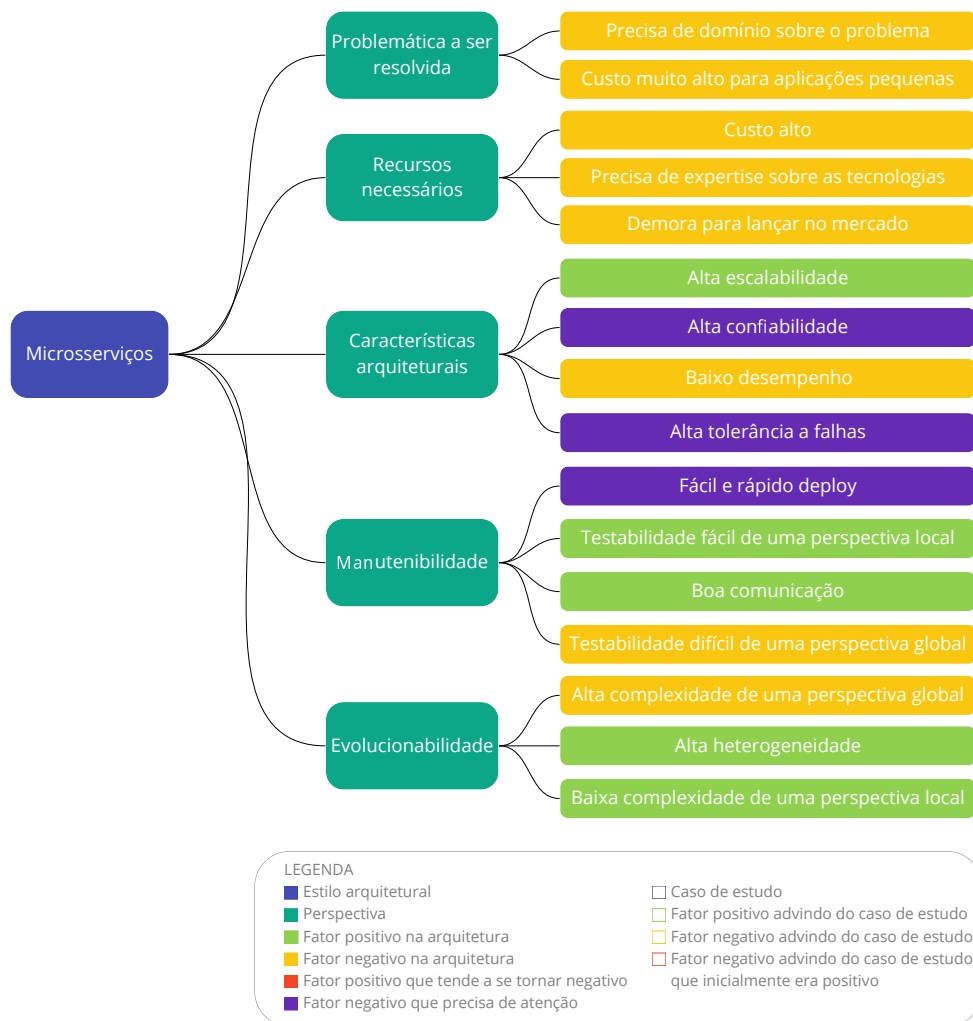 Microsserviços
Problemática a ser
resolvida
Precisa de domínio sobre o problema
Custo muito alto para aplicações pequenas
Recursos
necessários
Custo alto
Precisa de expertise sobre as tecnologias
Demora para lançar no mercado
Características
arquiteturais
Alta escalabilidade
Alta confiabilidade
Baixo desempenho
Alta tolerância a falhas
Manutenibilidade
Fácil e rápido deploy
Testabilidade fácil de uma perspectiva local
Boa comunicação
Testabilidade difícil de uma perspectiva global
Evolucionabilidade
Alta complexidade de uma perspectiva global
Alta heterogeneidade
Baixa complexidade de uma perspectiva local
LEGENDA
Estilo arquitetural
Perspectiva
Fator positivo na arquitetura
Fator negativo na arquitetura
Fator positivo que tende a se tornar negativo
Fator negativo que precisa de atenção
Caso de estudo
Fator positivo advindo do caso de estudo
Fator negativo advindo do caso de estudo
Fator negativo advindo do caso de estudo
que inicialmente era positivo